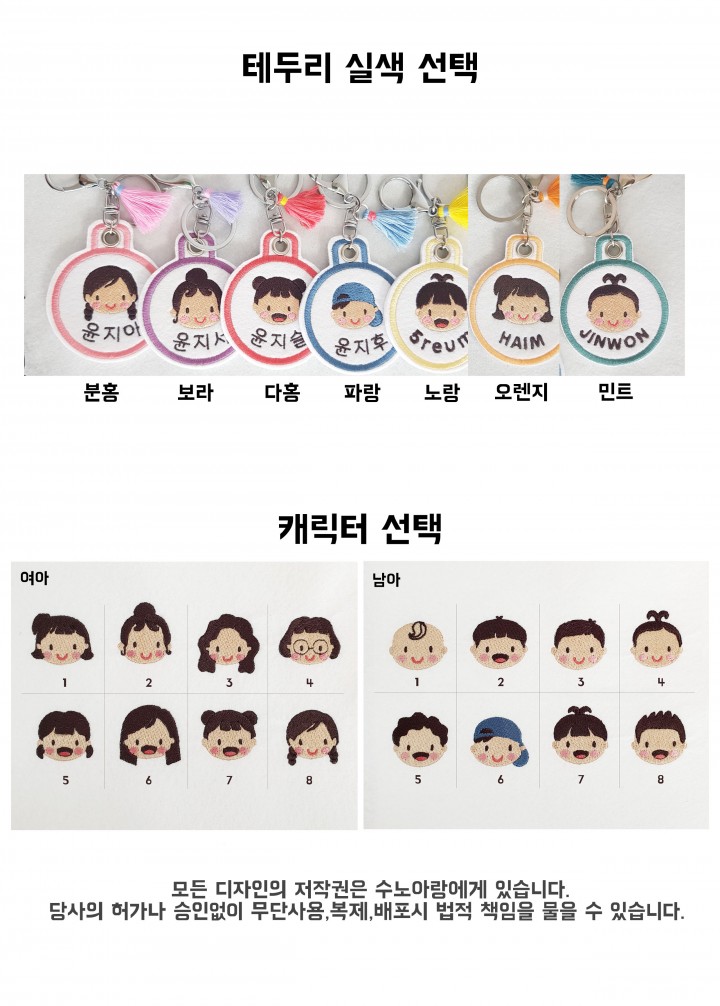 테두리 실색 선택
윤지아
윤지
윤지슬
윤지후
5reum
HAIM
JINWON
분홍 보라 다홍 파랑 노랑 오렌지 민트
캐릭터 선택
여아
1 2 3 4
5 6 7 8
남아
1 2 3 4
5 6 7 8
모든 디자인의 저작권은 수노아랑에게 있습니다.
당사의 허가나 승인없이 무단사용,복제,배포시 법적 책임을 물을 수 있습니다.